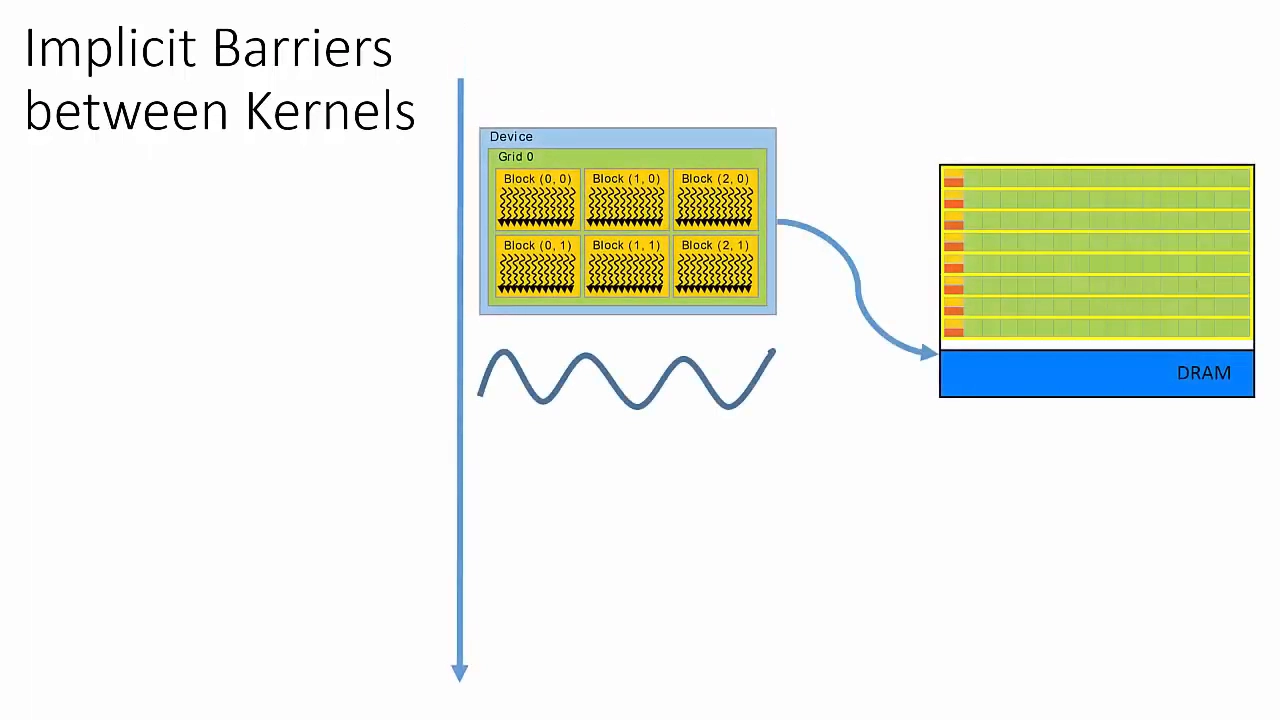 Implicit Barriers
between Kernels
Device
Grid 0
Block (0, 0) Block (1, 0) Block (2, 0)
Block (0, 1) Block (1, 1) Block (2, 1)
DRAM